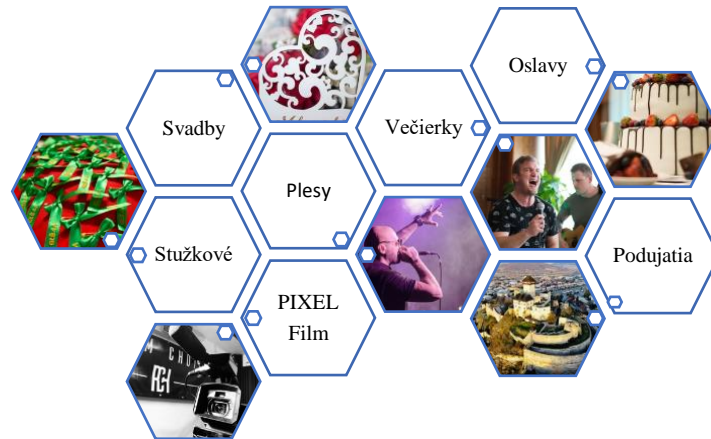 Oslavy
Svadby
Večierky
Plesy
Stužkové
Podujatia
PIXEL
Film